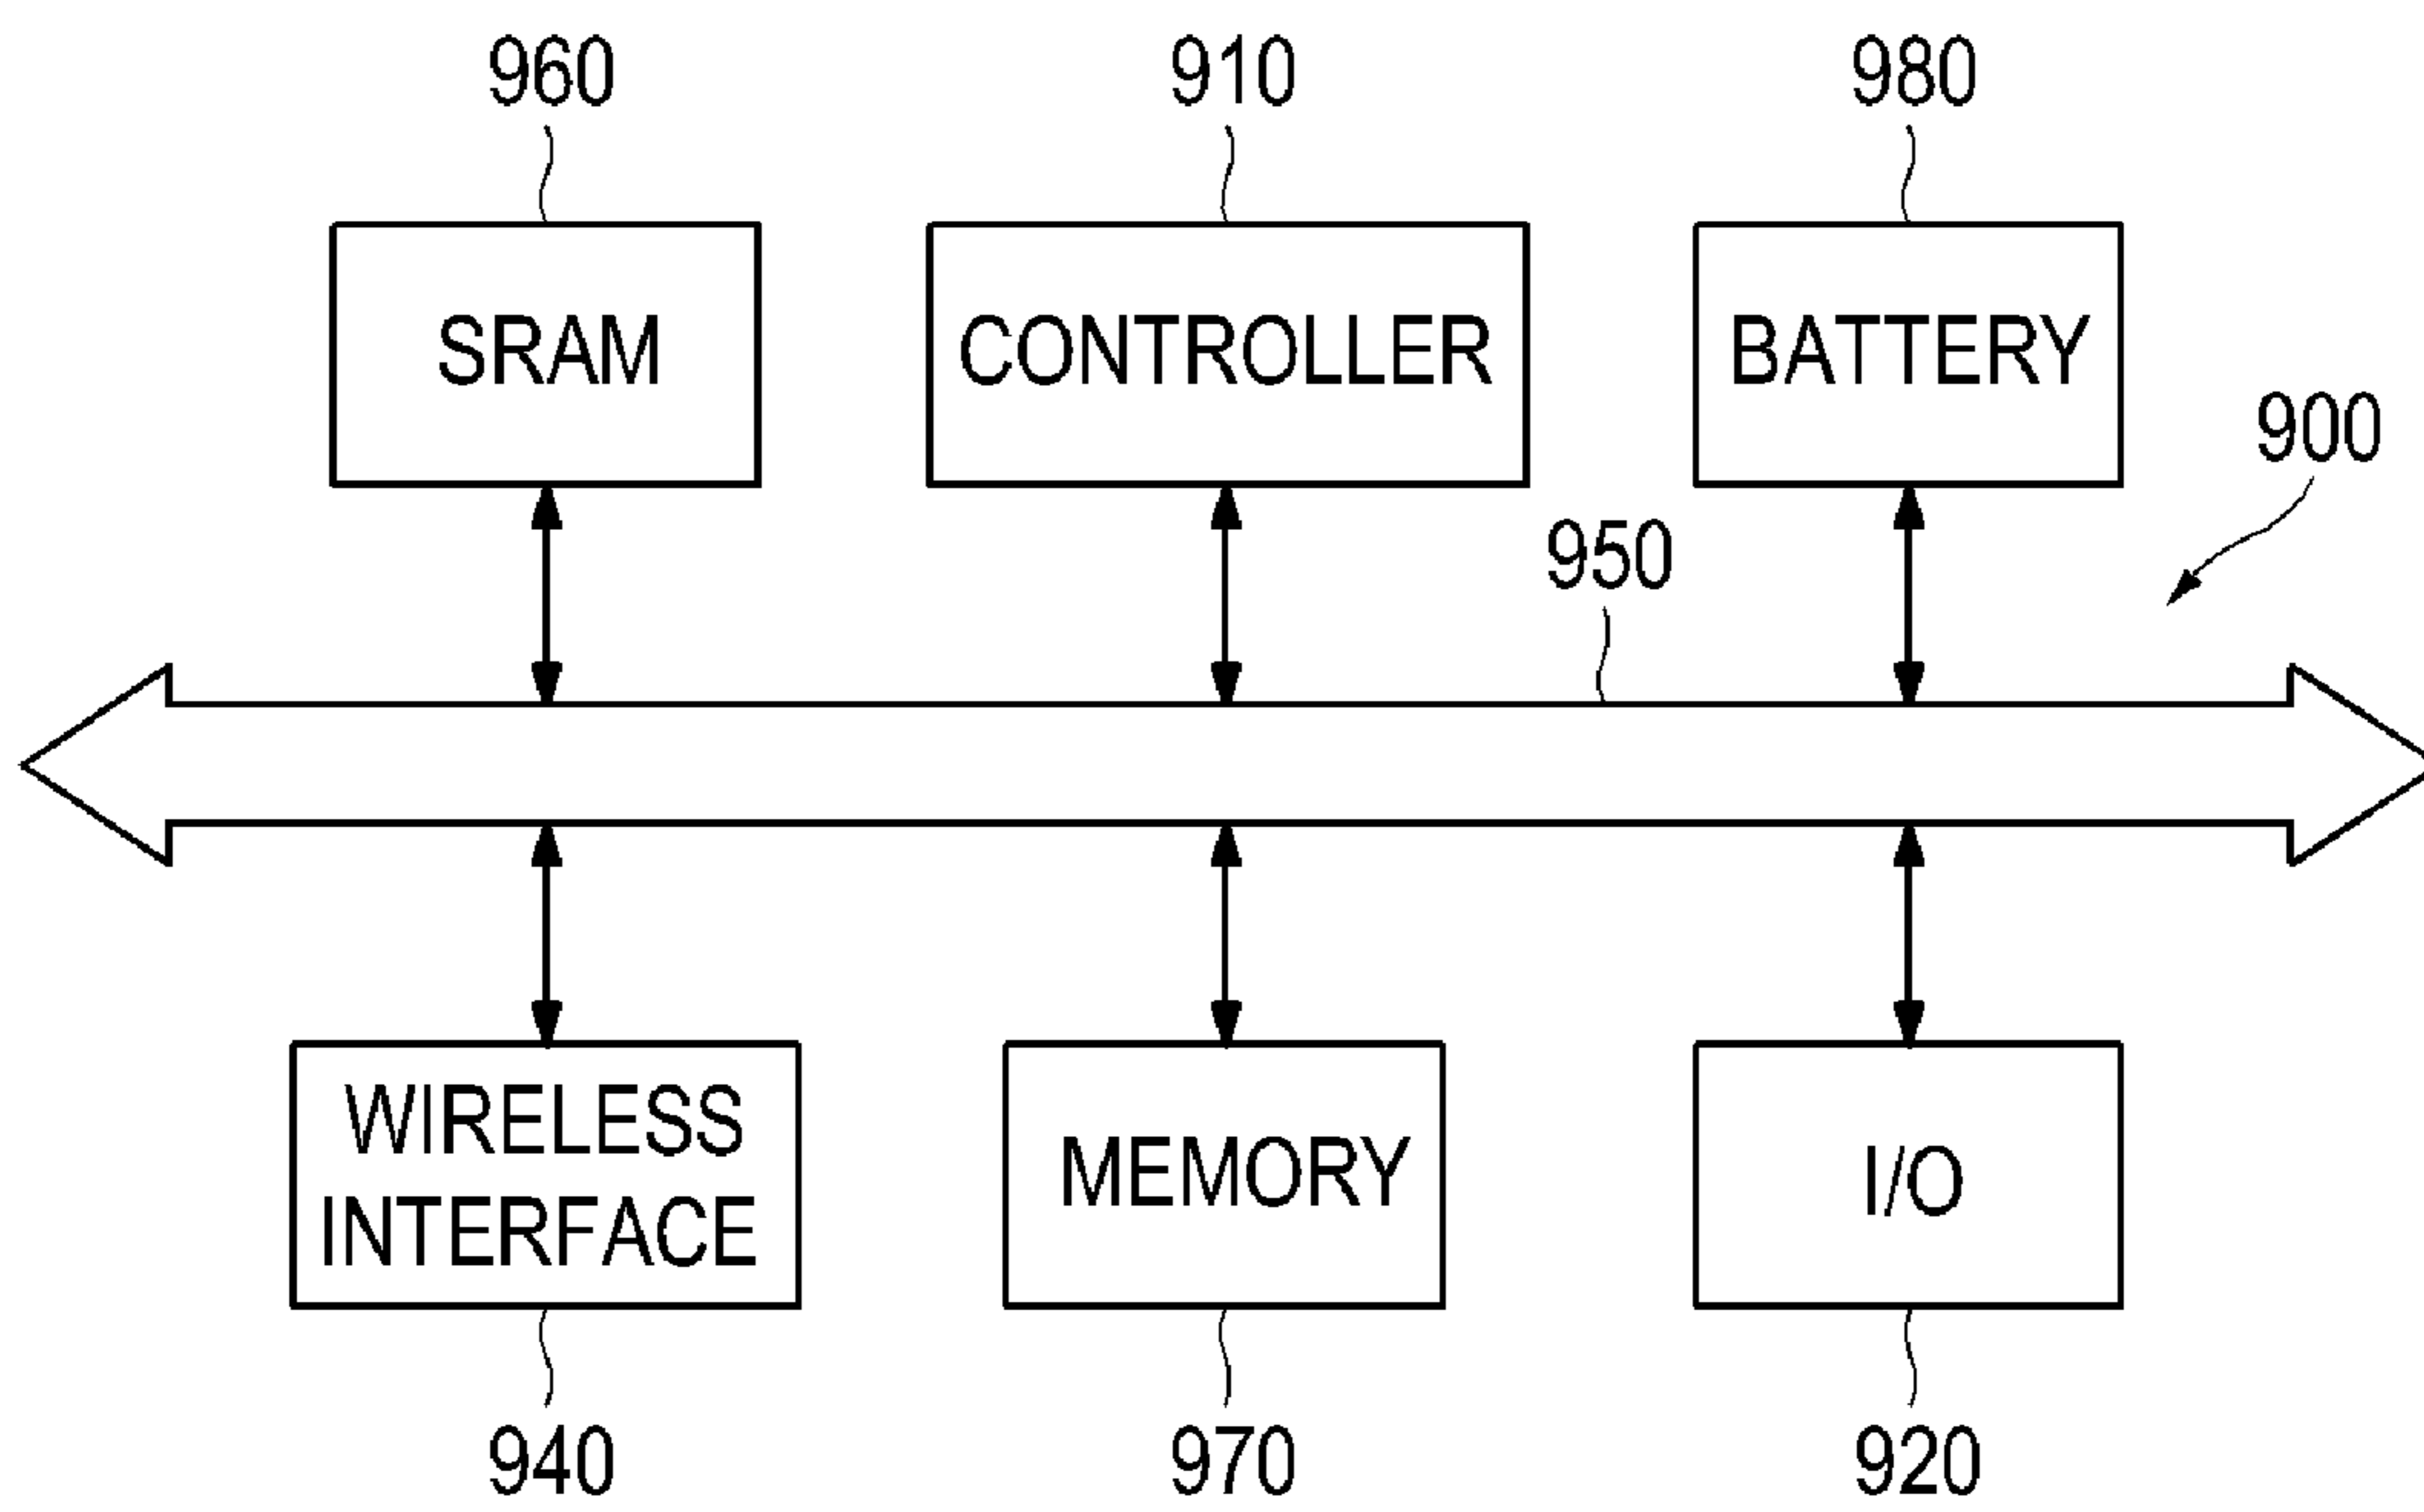 960
910
980
SRAM
CONTROLLER
BATTERY
900
950
WIRELESS
INTERFACE
MEMORY
I/O
940
970
920